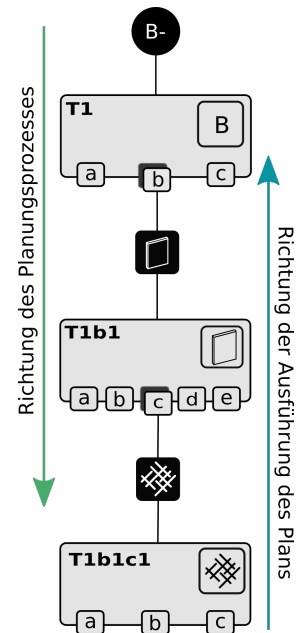 B-
T1
B
a b c
Richtung des Planungsprozesses
Richtung der Ausführung des Plans
T1b1
a b c d e
T1b1c1
a b c